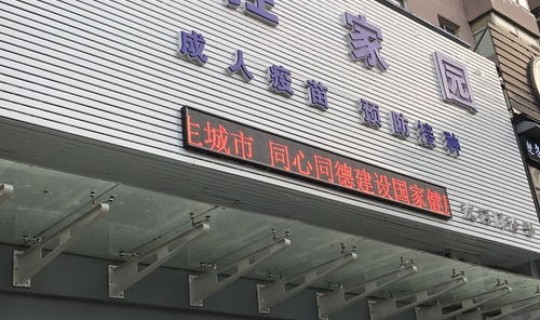 家园
成人疫苗 预防接种
城市 同心同德建设国家健